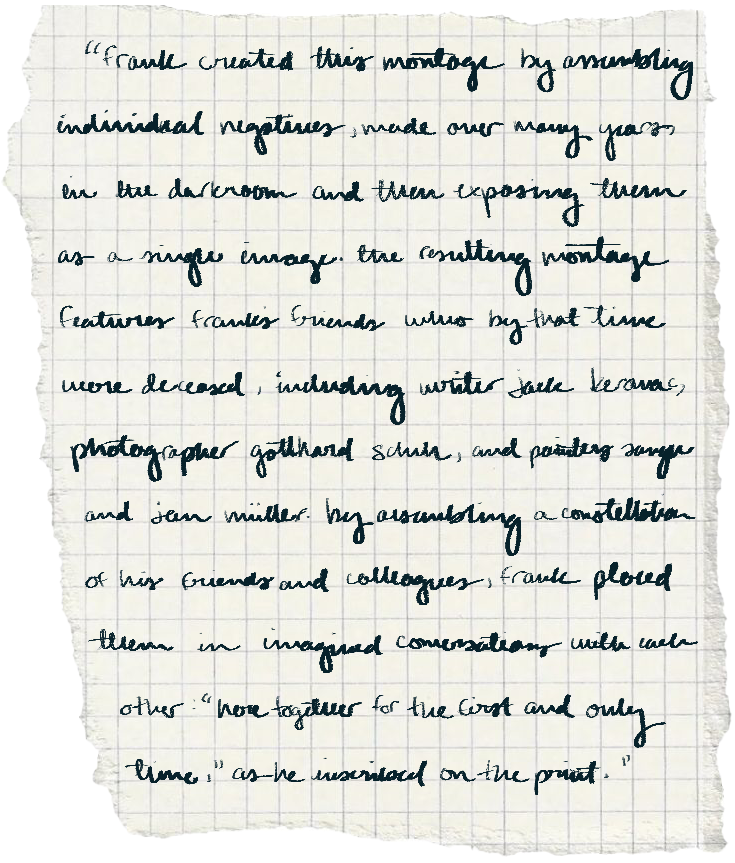 "frank created this montage by assembling
individual negatives, made over many years,
in the darkroom and then exposing them
as a single image. the resulting montage
features frank's friends who by that time
were deceased, including writer jack kerouac,
photographer gotthard schuh, and painters
and jan müller. by assembling a constellation
of his friends and colleagues, frank placed
them in imagined conversations with each
other: "here together for the first and only
time," as he inscribed on the print."